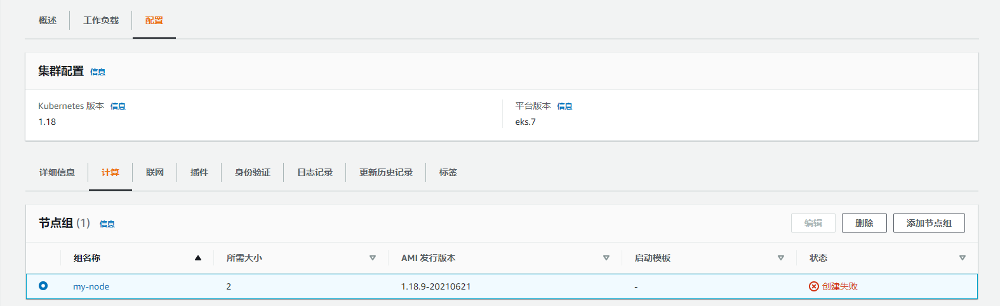 概述 工作负载 配置
集群配置 信息
Kubernetes 版本 信息 平台版本 信息
1.18 eks.7
详细信息 计算 联网 插件 身份验证 日志记录 更新历史记录 标签
节点组 (1) 信息 编辑 删除 添加节点组
组名称 所需大小 AMI 发行版本 启动模板 状态
my-node 2 1.18.9-20210621 - 创建失败